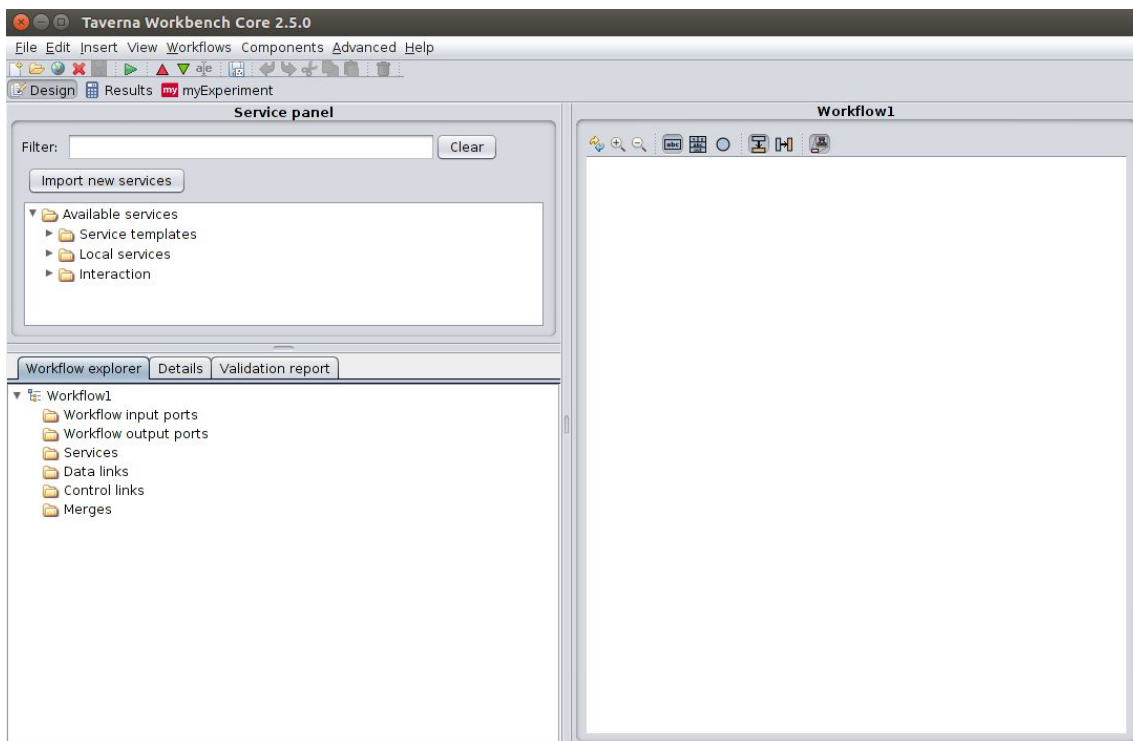 Taverna Workbench Core 2.5.0
File Edit Insert View Workflows Components Advanced Help
Design Results my myExperiment
Service panel
Filter: Clear
Import new services
Available services
Service templates
Local services
Interaction
Workflow explorer Details Validation report
Workflow1
Workflow input ports
Workflow output ports
Services
Data links
Control links
Merges
Workflow1
abc